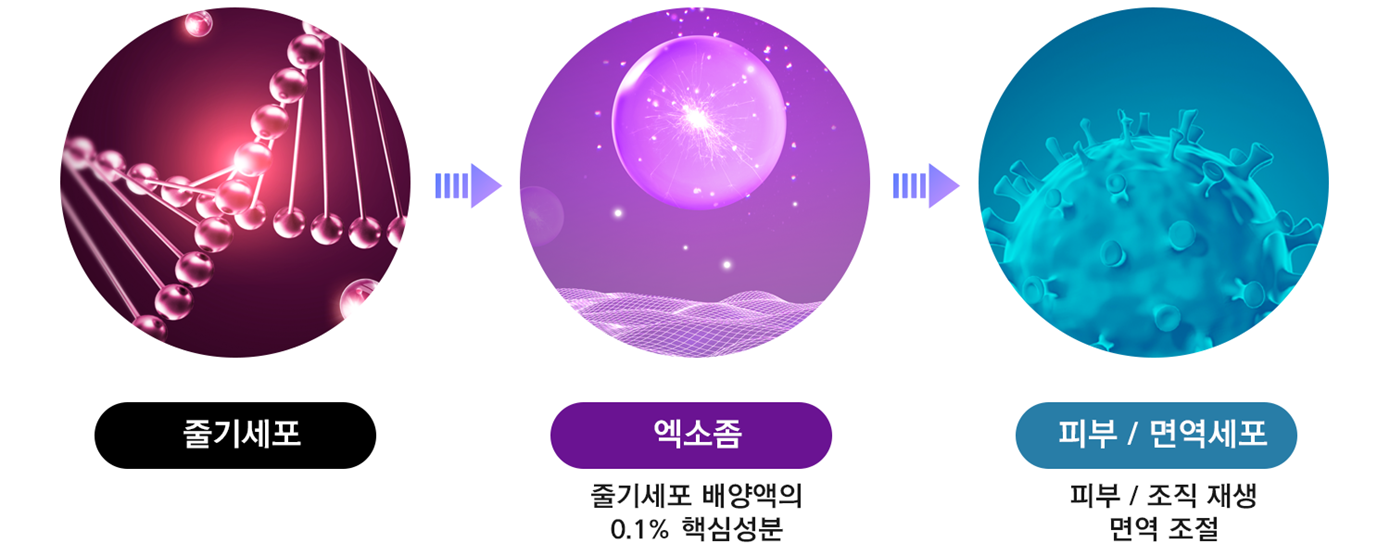 줄기세포
엑소좀
줄기세포 배양액의
0.1% 핵심성분
피부 / 면역세포
피부 / 조직 재생
면역 조절